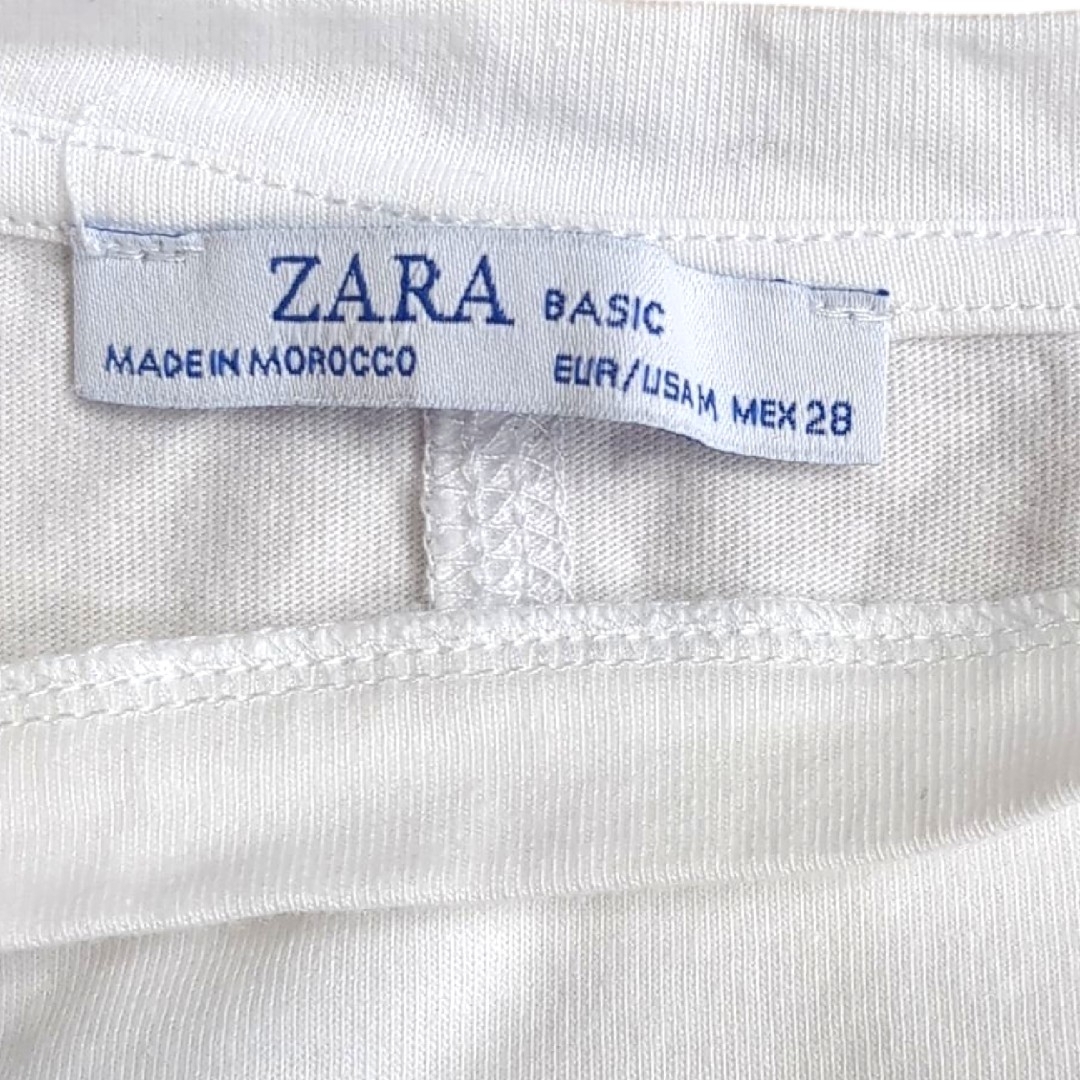 ZARA BASIC
MADE IN MOROCCO EUR/USA M MEX 28